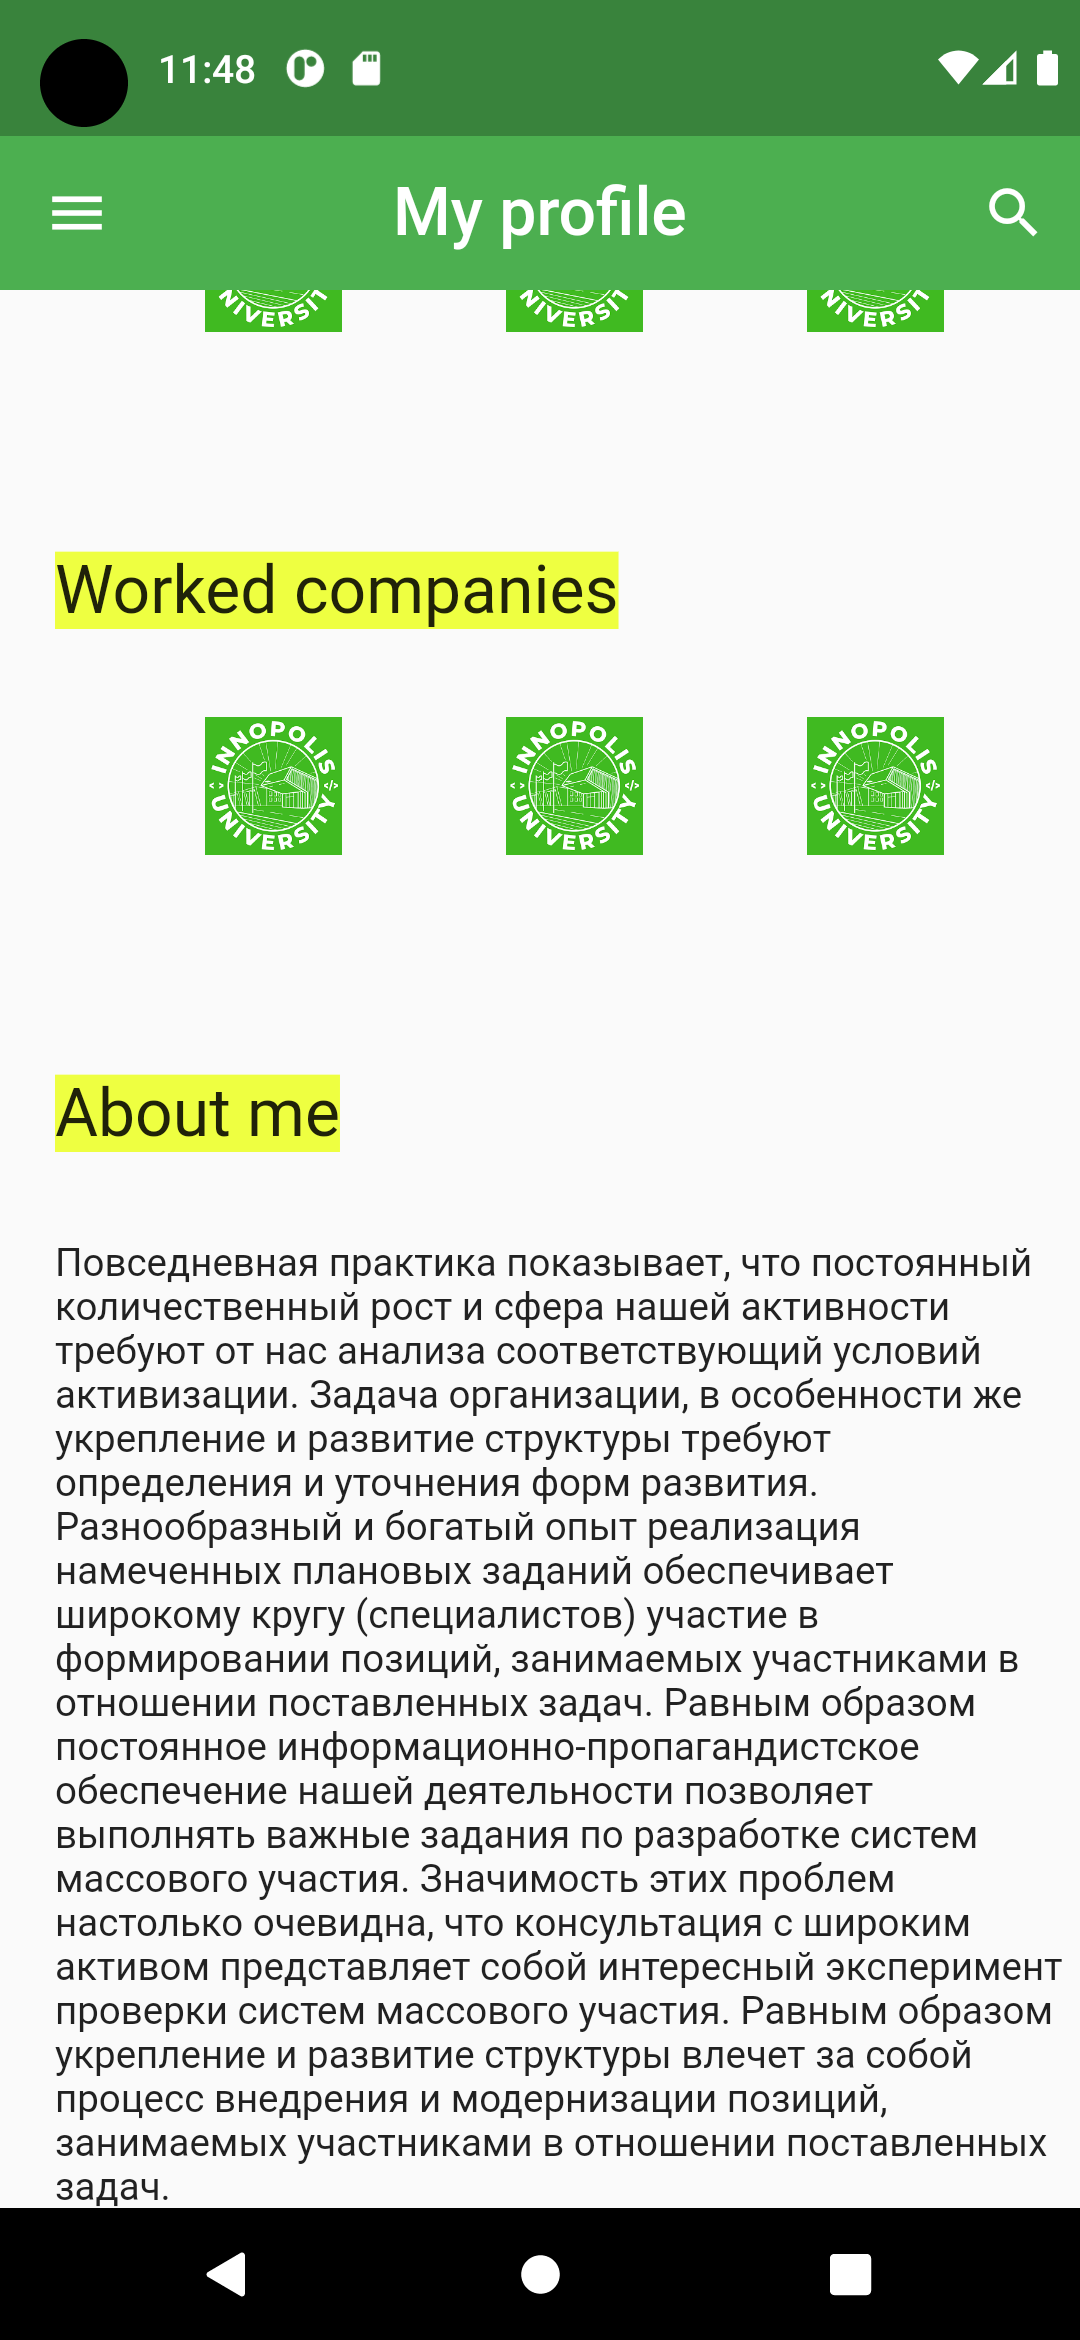 11:48
My profile
NIVERSIT NIVERSIT NIVERSIT
Worked companies
INNOPOLIS INNOPOLIS INNOPOLIS
< > </> < > </> < > </>
UNIVERSITY UNIVERSITY UNIVERSITY
About me
Повседневная практика показывает, что постоянный
количественный рост и сфера нашей активности
требуют от нас анализа соответствующий условий
активизации. Задача организации, в особенности же
укрепление и развитие структуры требуют
определения и уточнения форм развития.
Разнообразный и богатый опыт реализация
намеченных плановых заданий обеспечивает
широкому кругу (специалистов) участие в
формировании позиций, занимаемых участниками в
отношении поставленных задач. Равным образом
постоянное информационно-пропагандистское
обеспечение нашей деятельности позволяет
выполнять важные задания по разработке систем
массового участия. Значимость этих проблем
настолько очевидна, что консультация с широким
активом представляет собой интересный эксперимент
проверки систем массового участия. Равным образом
укрепление и развитие структуры влечет за собой
процесс внедрения и модернизации позиций,
занимаемых участниками в отношении поставленных
задач.